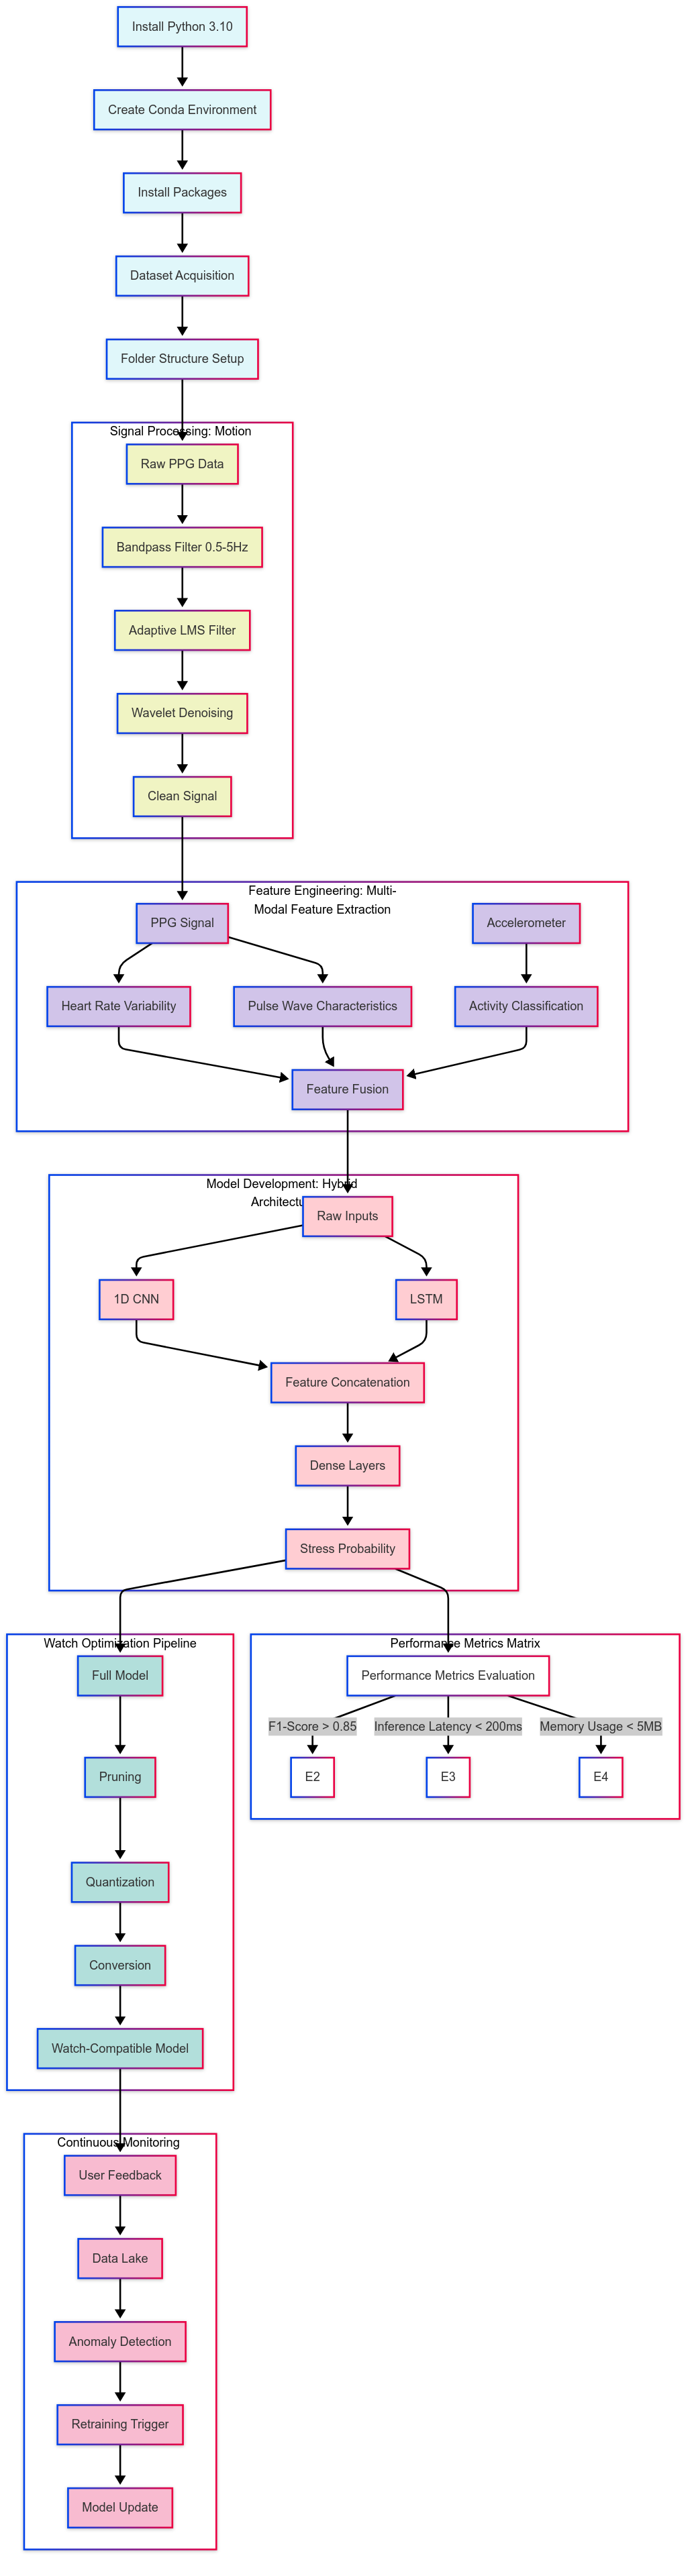 Install Python 3.10
Create Conda Environment
Install Packages
Dataset Acquisition
Folder Structure Setup
Signal Processing: Motion
Raw PPG Data
Bandpass Filter 0.5-5Hz
Adaptive LMS Filter
Wavelet Denoising
Clean Signal
Feature Engineering: Multi-
Modal Feature Extraction
PPG Signal
Accelerometer
Heart Rate Variability
Pulse Wave Characteristics
Activity Classification
Feature Fusion
Model Development: Hybrid
Architectu
Raw Inputs
1D CNN
LSTM
Feature Concatenation
Dense Layers
Stress Probability
Watch Optimization Pipeline
Performance Metrics Matrix
Full Model
Performance Metrics Evaluation
F1-Score > 0.85
Inference Latency < 200ms
Memory Usage < 5MB
Pruning
E2
E3
E4
Quantization
Conversion
Watch-Compatible Model
Continuous Monitoring
User Feedback
Data Lake
Anomaly Detection
Retraining Trigger
Model Update